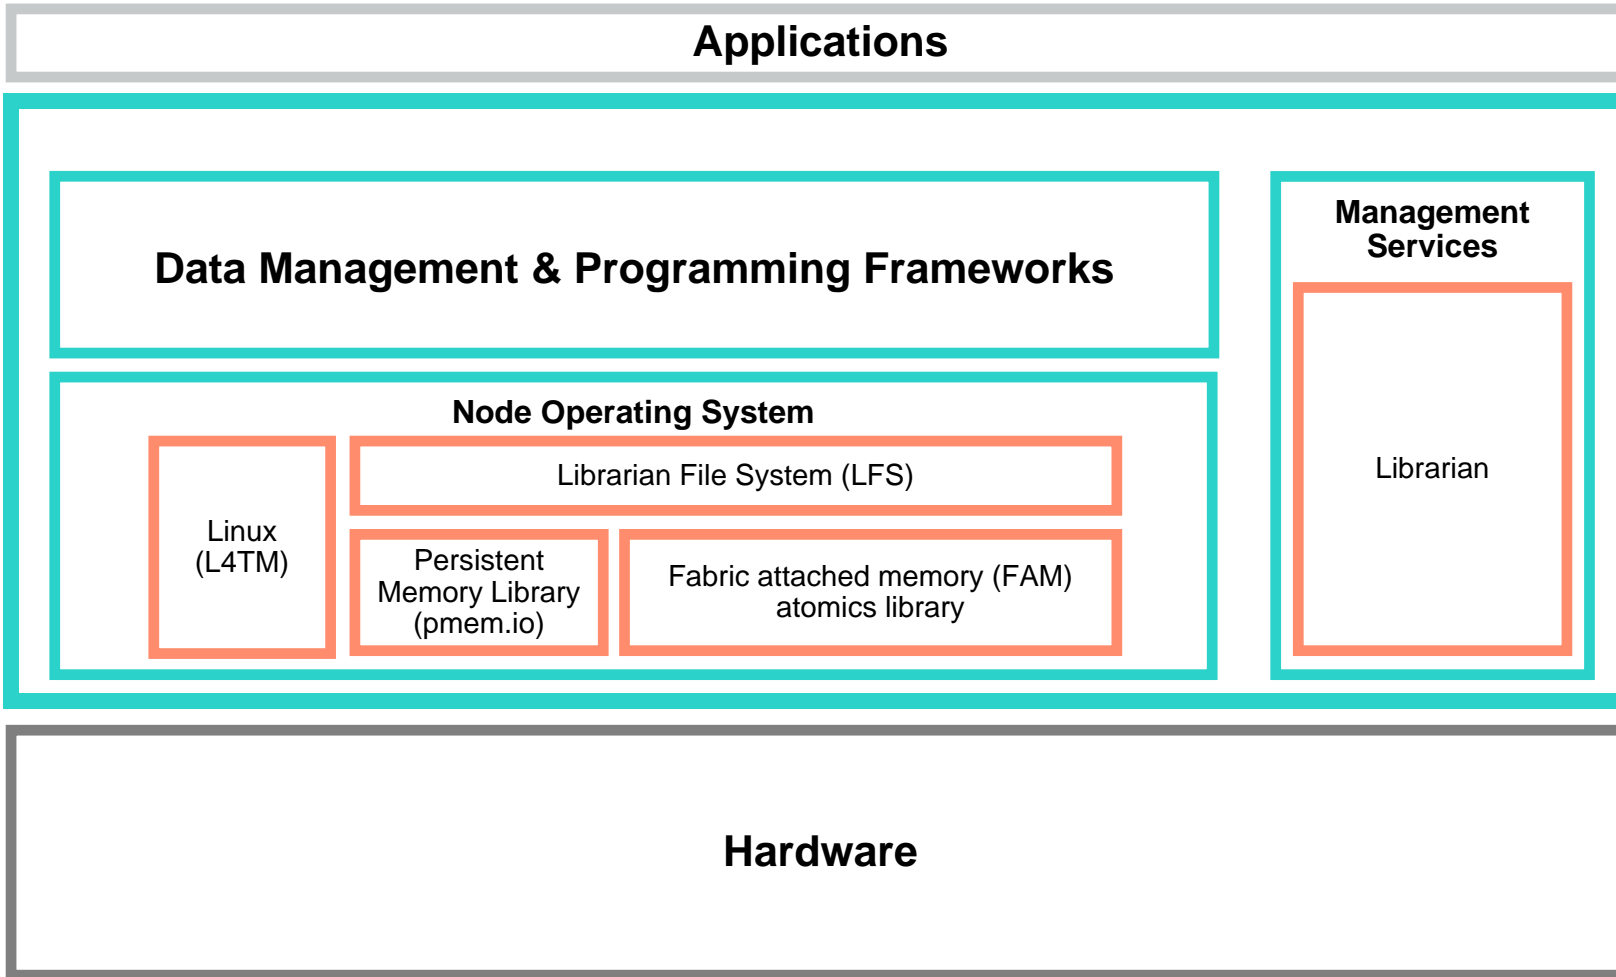 Applications
Data Management & Programming Frameworks
Management
Services
Librarian
Node Operating System
Librarian File System (LFS)
Linux
(L4TM)
Persistent
Memory Library
(pmem.io)
Fabric attached memory (FAM)
atomics library
Hardware